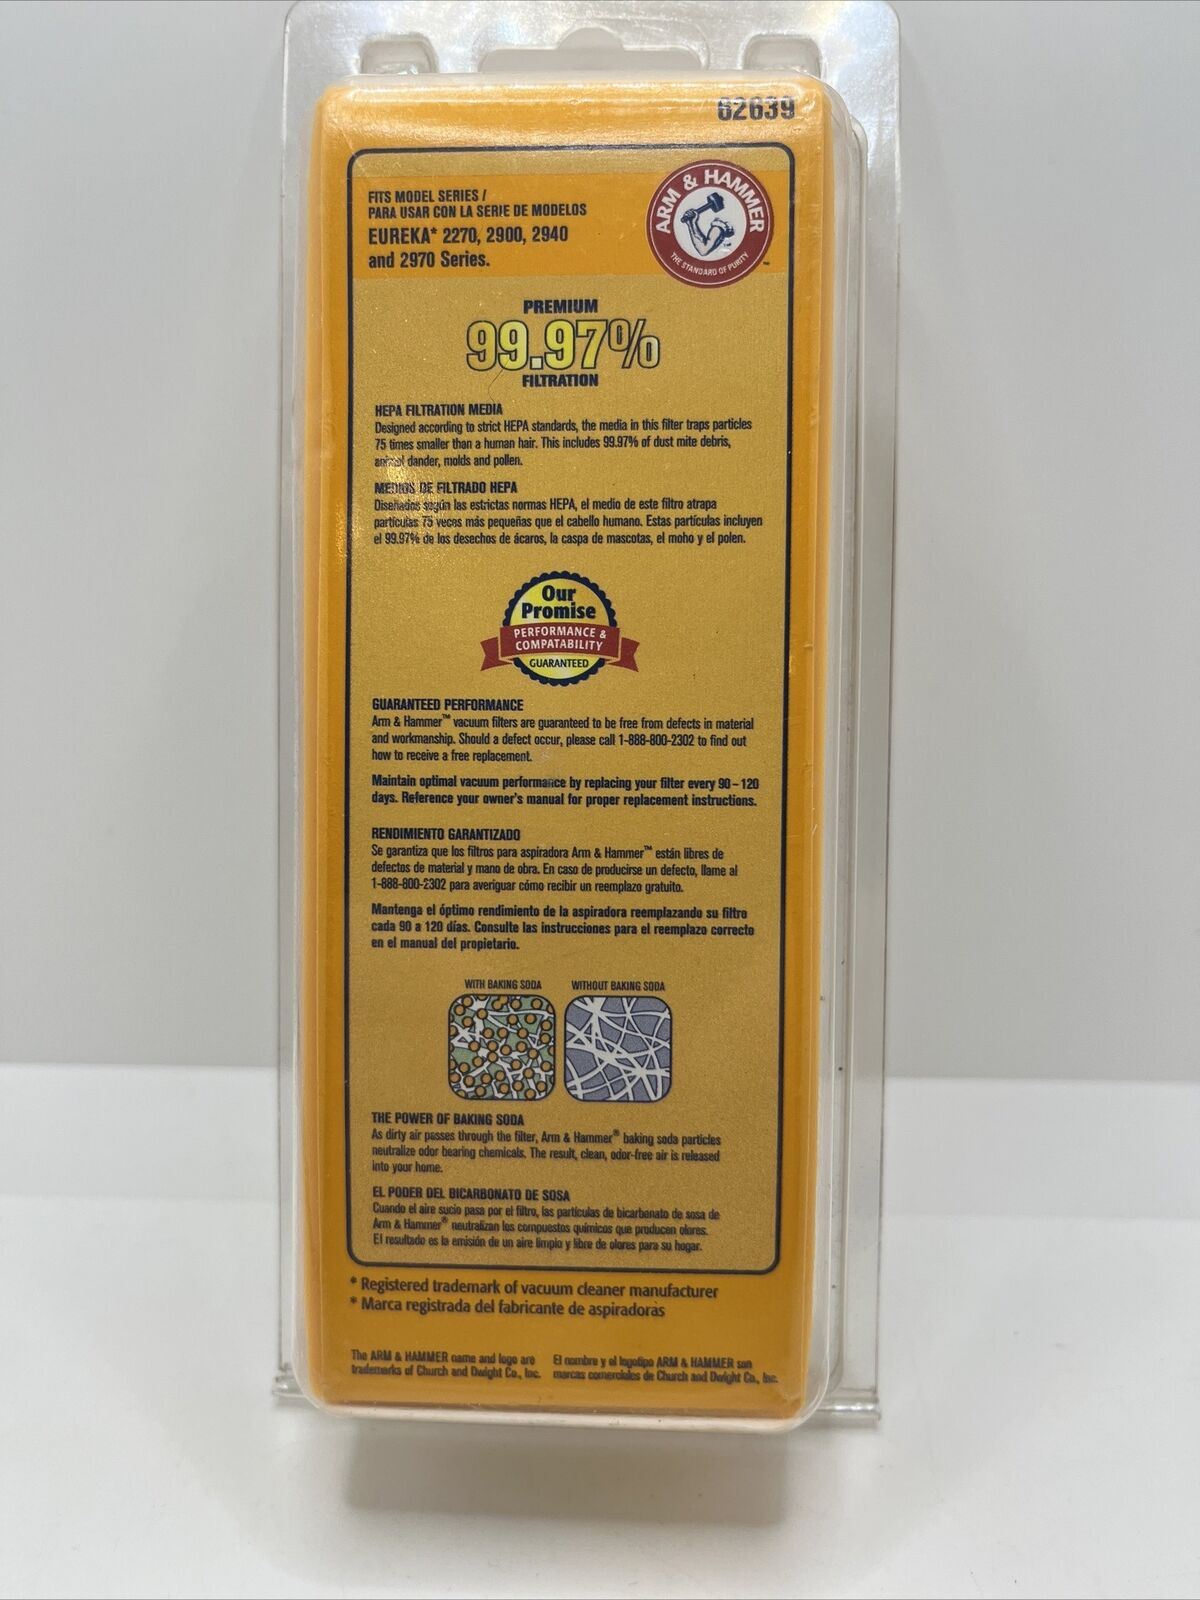 62639
FITS MODEL SERIES /
PARA USAR CON LA SERIE DE MODELOS
EUREKA* 2270, 2900, 2940
and 2970 Series.
ARM & HAMMER
THE STANDARD OF PURITY
™
PREMIUM
99.97%
FILTRATION
HEPA FILTRATION MEDIA
Designed according to strict HEPA standards, the media in this filter traps particles
75 times smaller than a human hair. This includes 99.97% of dust mite debris,
animal dander, molds and pollen.
MEDIOS DE FILTRADO HEPA
Diseñados según las estrictas normas HEPA, el medio de este filtro atrapa
partículas 75 veces más pequeñas que el cabello humano. Estas partículas incluyen
el 99.97% de los desechos de ácaros, la caspa de mascotas, el moho y el polen.
Our
Promise
PERFORMANCE &
COMPATABILITY
GUARANTEED
GUARANTEED PERFORMANCE
Arm & Hammer™ vacuum filters are guaranteed to be free from defects in material
and workmanship. Should a defect occur, please call 1-888-800-2302 to find out
how to receive a free replacement.
Maintain optimal vacuum performance by replacing your filter every 90–120
days. Reference your owner's manual for proper replacement instructions.
RENDIMIENTO GARANTIZADO
Se garantiza que los filtros para aspiradora Arm & Hammer™ están libres de
defectos de material y mano de obra. En caso de producirse un defecto, llame al
1-888-800-2302 para averiguar cómo recibir un reemplazo gratuito.
Mantenga el óptimo rendimiento de la aspiradora reemplazando su filtro
cada 90 a 120 días. Consulte las instrucciones para el reemplazo correcto
en el manual del propietario.
WITH BAKING SODA WITHOUT BAKING SODA
THE POWER OF BAKING SODA
As dirty air passes through the filter, Arm & Hammer® baking soda particles
neutralize odor bearing chemicals. The result, clean, odor-free air is released
into your home.
EL PODER DEL BICARBONATO DE SOSA
Cuando el aire sucio pasa por el filtro, las partículas de bicarbonato de sosa de
Arm & Hammer® neutralizan los compuestos químicos que producen olores.
El resultado es la emisión de un aire limpio y libre de olores para su hogar.
* Registered trademark of vacuum cleaner manufacturer
* Marca registrada del fabricante de aspiradoras
The ARM & HAMMER name and logo are
trademarks of Church and Dwight Co., Inc.
El nombre y el logotipo ARM & HAMMER son
marcas comerciales de Church and Dwight Co., Inc.